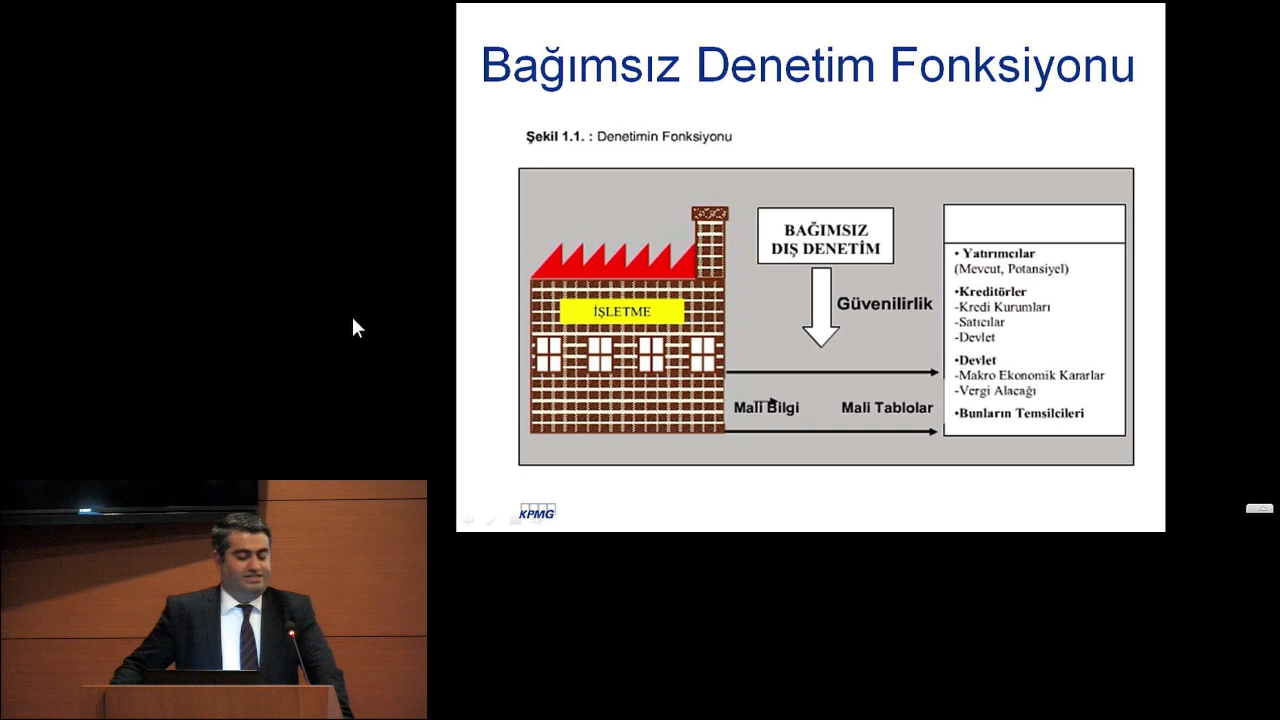 Bağımsız Denetim Fonksiyonu
Şekil 1.1. : Denetimin Fonksiyonu
BAĞIMSIZ
DIŞ DENETİM
Güvenilirlik
İŞLETME
Mali Bilgi
Mali Tablolar
• Yatırımcılar
(Mevcut, Potansiyel)
•Kreditörler
-Kredi Kurumları
-Satıcılar
-Devlet
•Devlet
-Makro Ekonomik Kararlar
-Vergi Alacağı
•Bunların Temsilcileri
KPMG